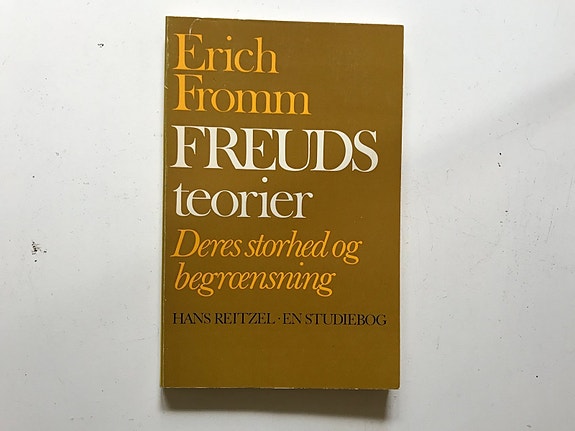 Erich
Fromm
FREUDS
teorier
Deres storhed og
begrænsning
HANS REITZEL · EN STUDIEBOG